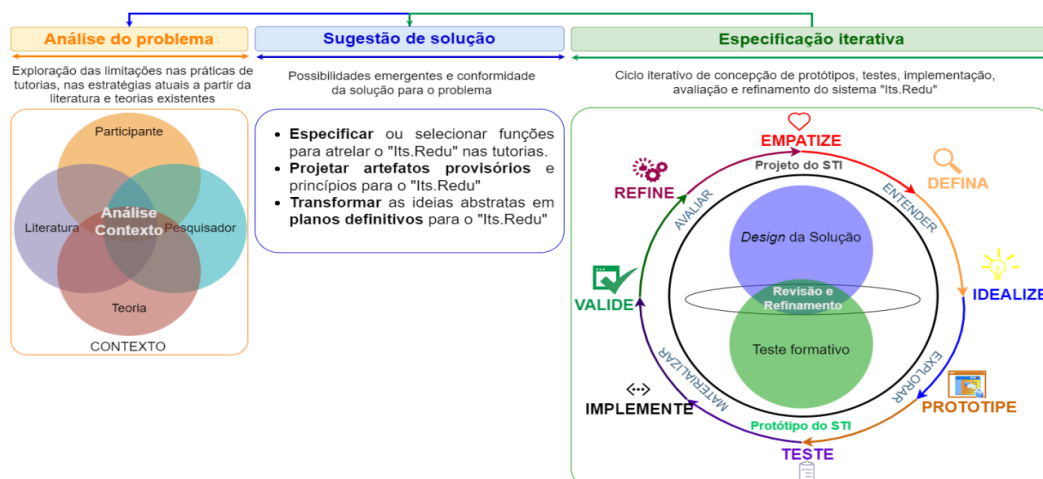 Análise do problema
Exploração das limitações nas práticas de
tutorias, nas estratégias atuais a partir da
literatura e teorias existentes
Participante
Literatura
Análise
Contexto
Pesquisador
Teoria
CONTEXTO
Sugestão de solução
Possibilidades emergentes e conformidade
da solução para o problema
• Especificar ou selecionar funções
para atrelar o "Its.Redu" nas tutorias.
• Projetar artefatos provisórios e
princípios para o "Its.Redu"
• Transformar as ideias abstratas em
planos definitivos para o "Its.Redu"
Especificação iterativa
Ciclo iterativo de concepção de protótipos, testes, implementação,
avaliação e refinamento do sistema "Its.Redu"
EMPATIZE
Projeto do STI
ENTENDER
DEFINA
IDEALIZE
EXPLORAR
PROTOTIPE
Protótipo do STI
TESTE
MATERIALIZAR
IMPLEMENTE
VALIDE
AVALIAR
REFINE
Design da Solução
Revisão e
Refinamento
Teste formativo